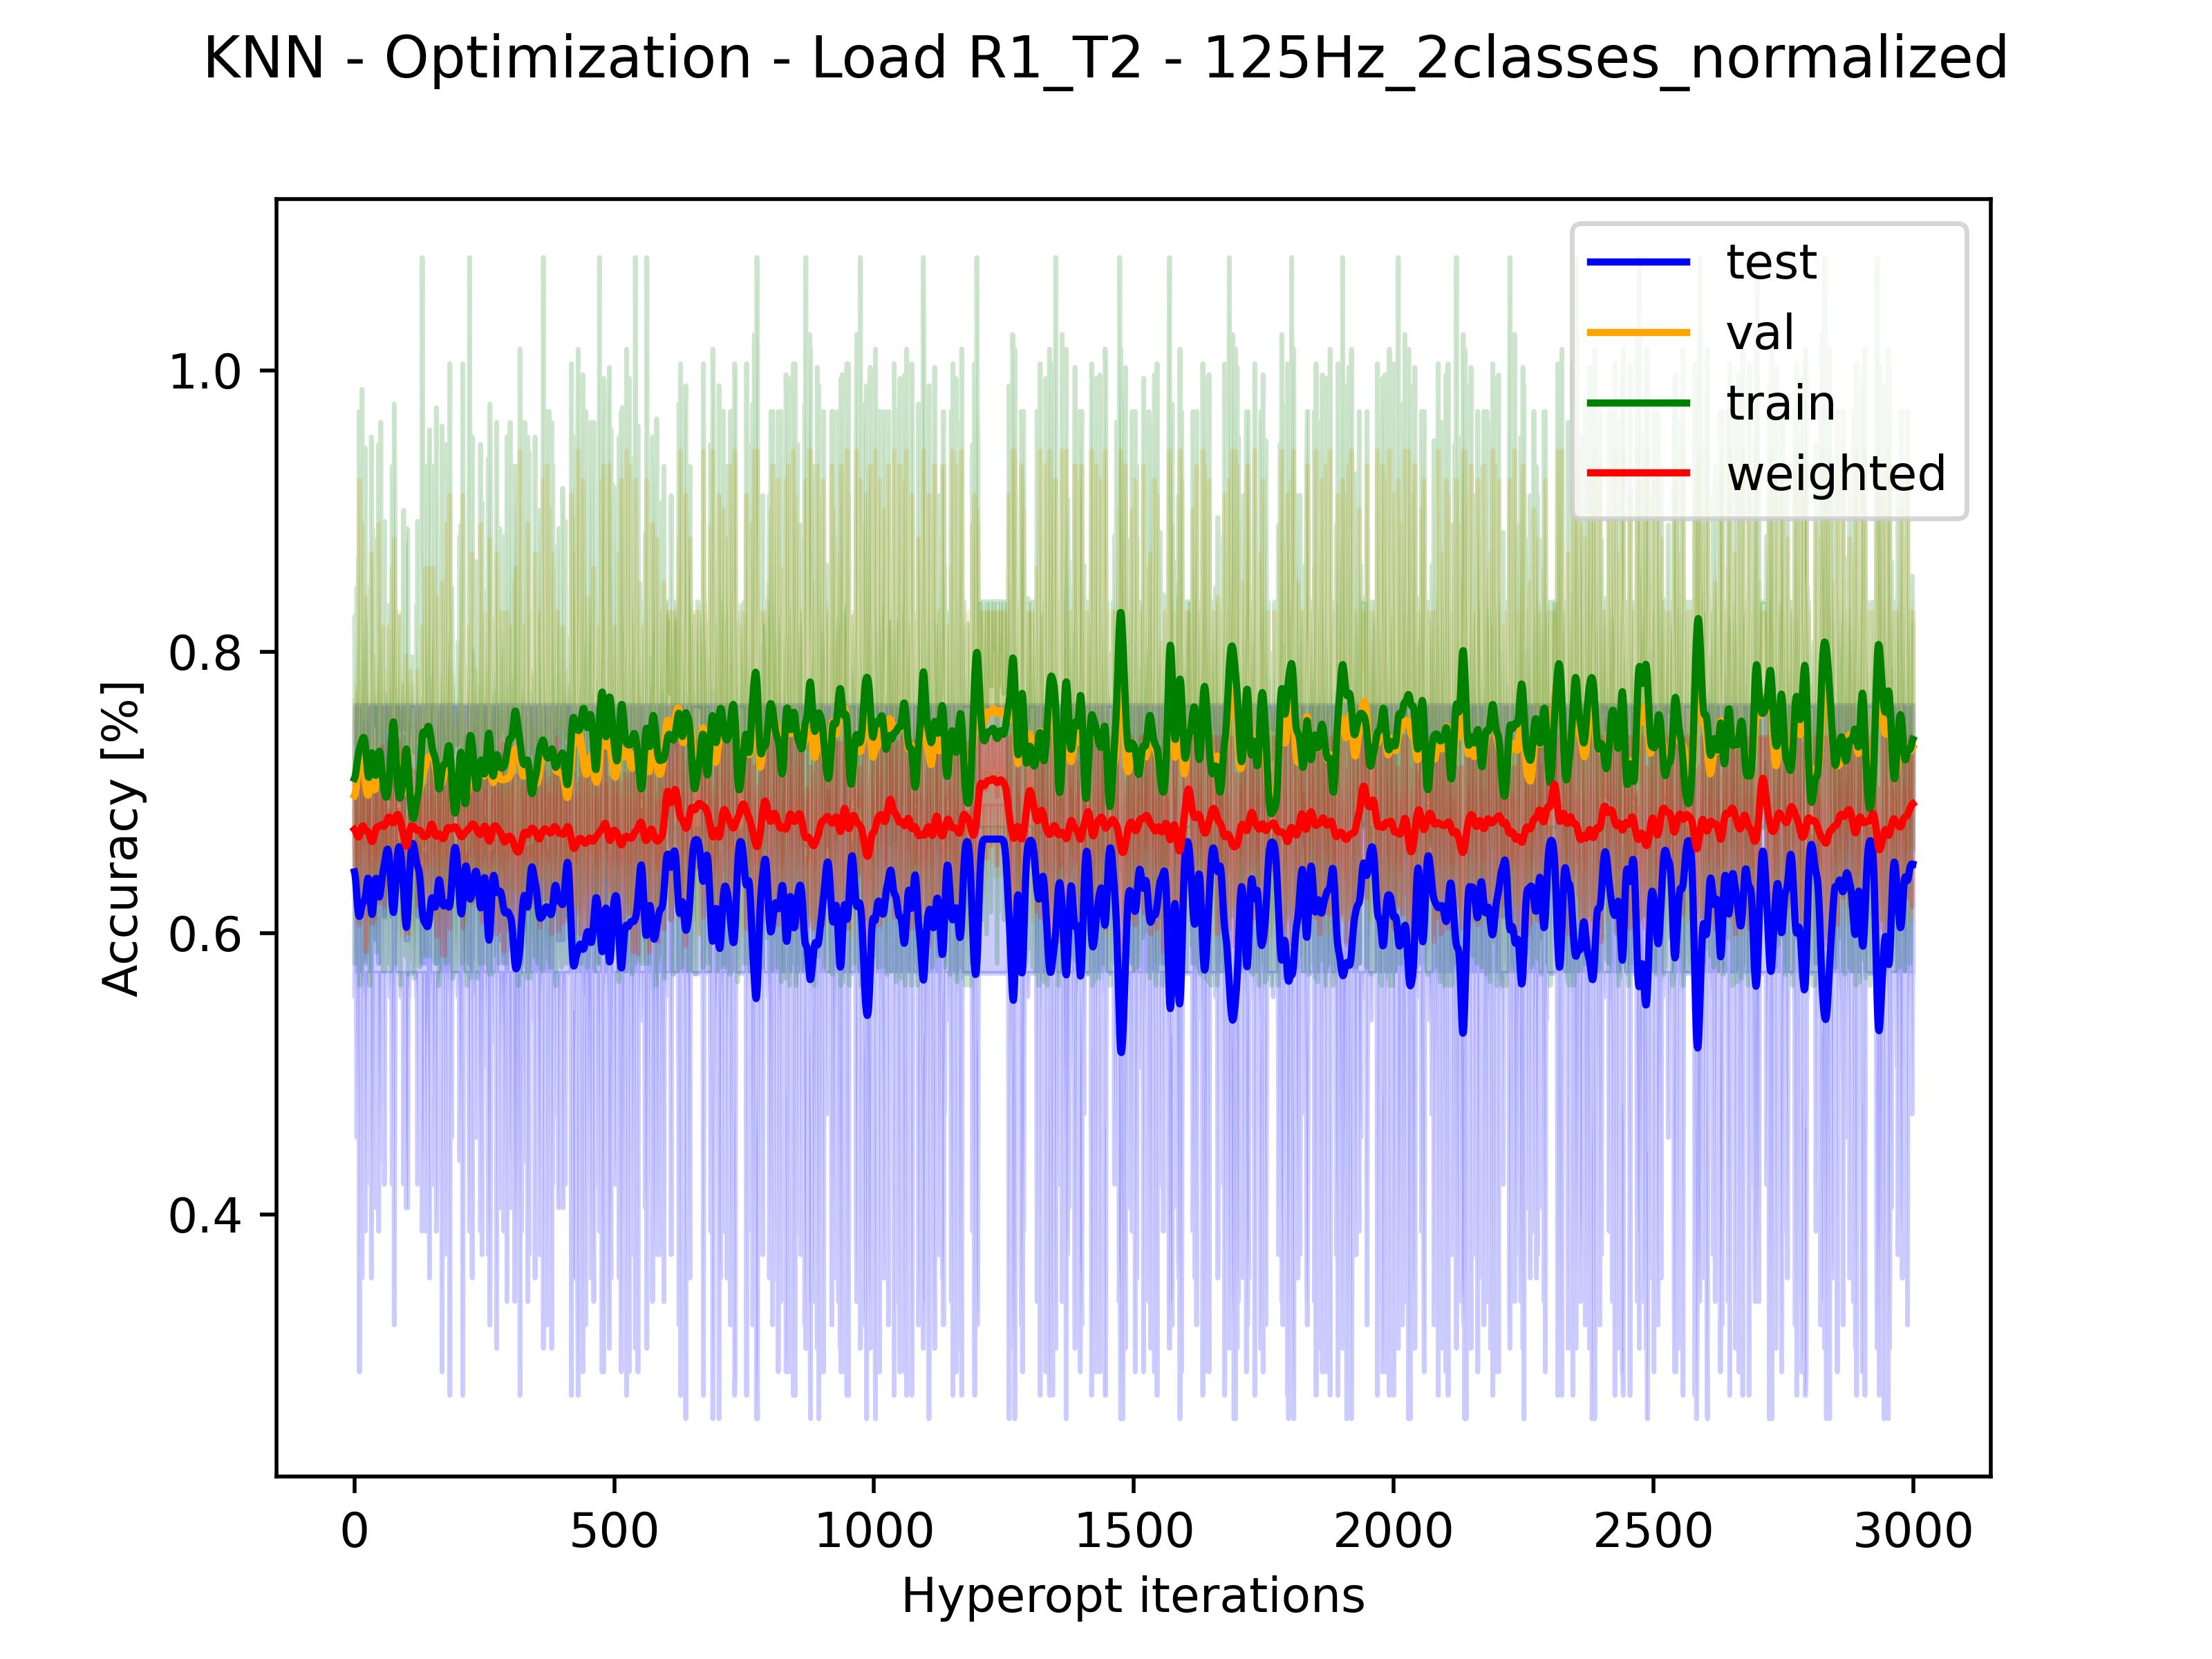 KNN - Optimization - Load R1_T2 - 125Hz_2classes_normalized
test
val
train
weighted
1.0
0.8
0.6
0.4
Accuracy [%]
0 500 1000 1500 2000 2500 3000
Hyperopt iterations